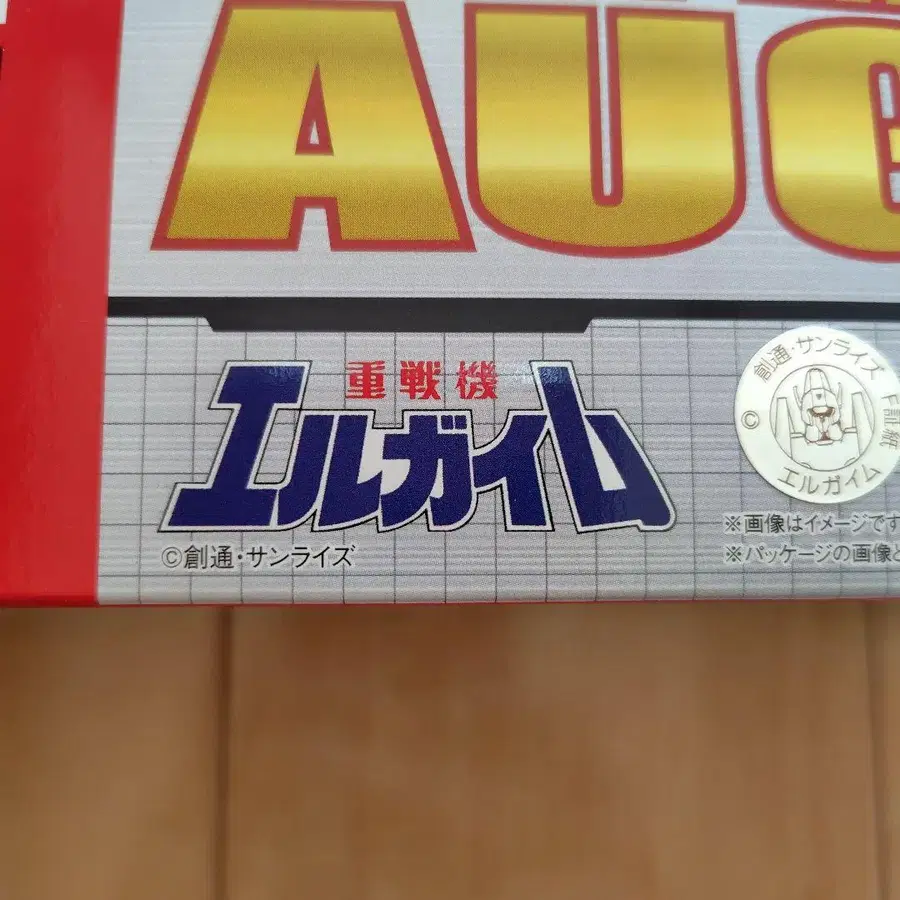 AUG
重戦機
エルガイム
©創通・サンライズ
創通・サンライズ
©
エルガイム
証紙
※画像はイメージです
※パッケージの画像と